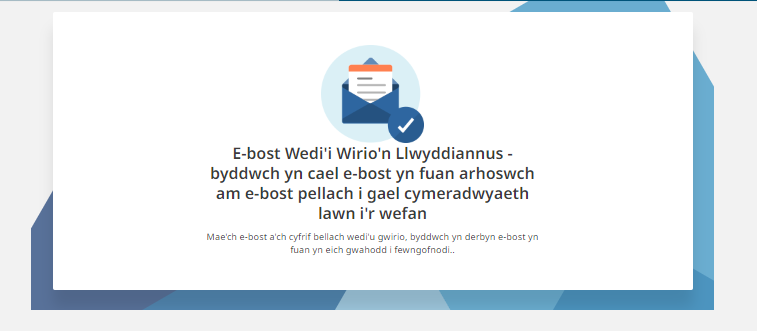 E-bost Wedi'i Wirio'n Llwyddiannus -
byddwch yn cael e-bost yn fuan arhoswch
am e-bost pellach i gael cymeradwyaeth
lawn i'r wefan
Mae'ch e-bost a'ch cyfrif bellach wedi'u gwirio, byddwch yn derbyn e-bost yn
fuan yn eich gwahodd i fewngofnodi..